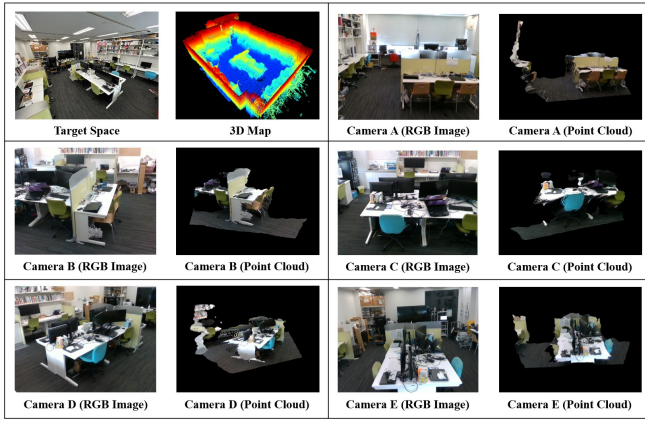 Target Space
3D Map
Camera A (RGB Image)
Camera A (Point Cloud)
Camera B (RGB Image)
Camera B (Point Cloud)
Camera C (RGB Image)
Camera C (Point Cloud)
Camera D (RGB Image)
Camera D (Point Cloud)
Camera E (RGB Image)
Camera E (Point Cloud)